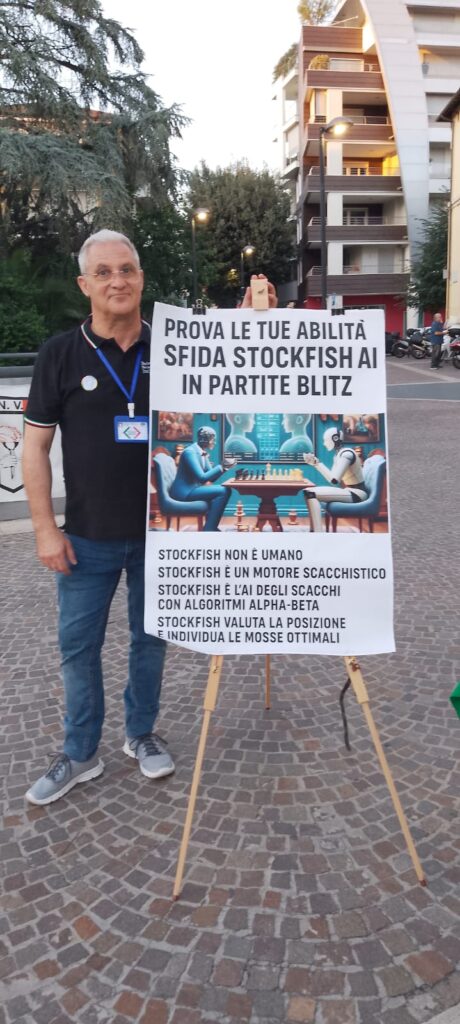 PROVA LE TUE ABILITÀ
SFIDA STOCKFISH AI
IN PARTITE BLITZ
STOCKFISH NON È UMANO
STOCKFISH È UN MOTORE SCACCHISTICO
STOCKFISH È L'AI DEGLI SCACCHI
CON ALGORITMI ALPHA-BETA
STOCKFISH VALUTA LA POSIZIONE
E INDIVIDUA LE MOSSE OTTIMALI
N. V.